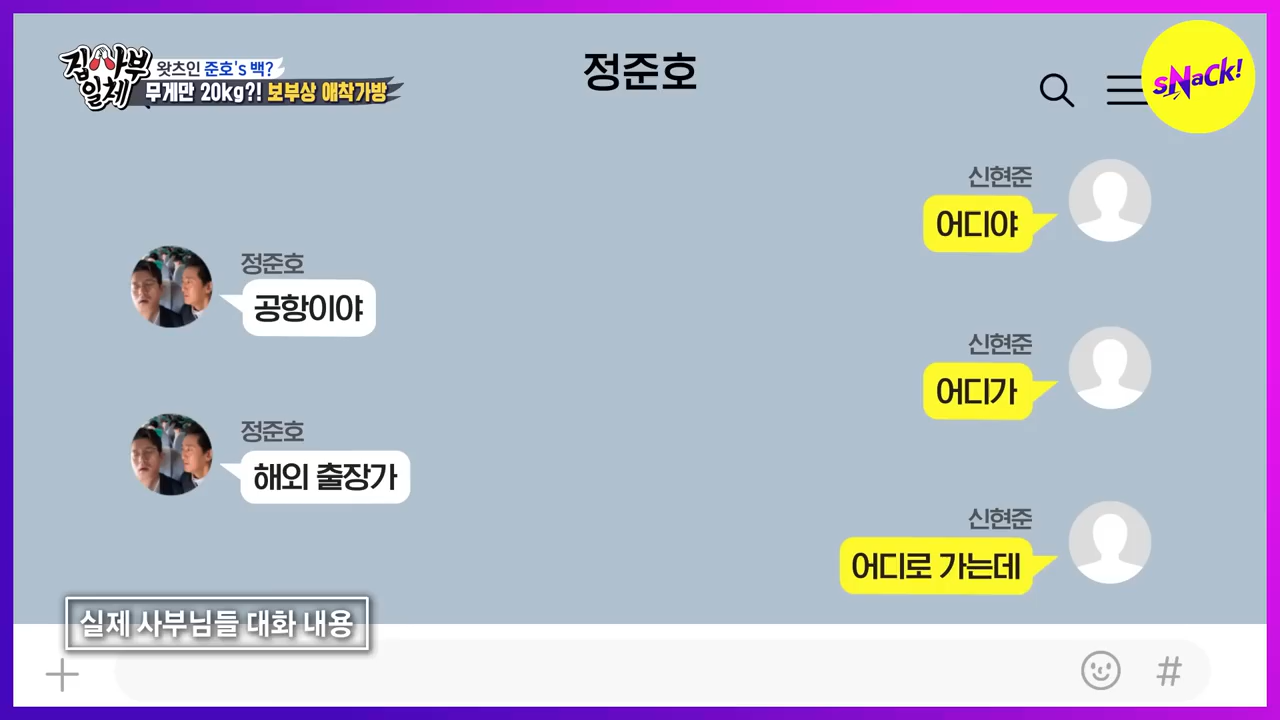 집사부
일체
왓츠인 준호's 백?
무게만 20kg?! 보부상 애착가방
정준호
sNaCk!
신현준
어디야
정준호
공항이야
신현준
어디가
정준호
해외 출장가
신현준
어디로 가는데
실제 사부님들 대화 내용
#